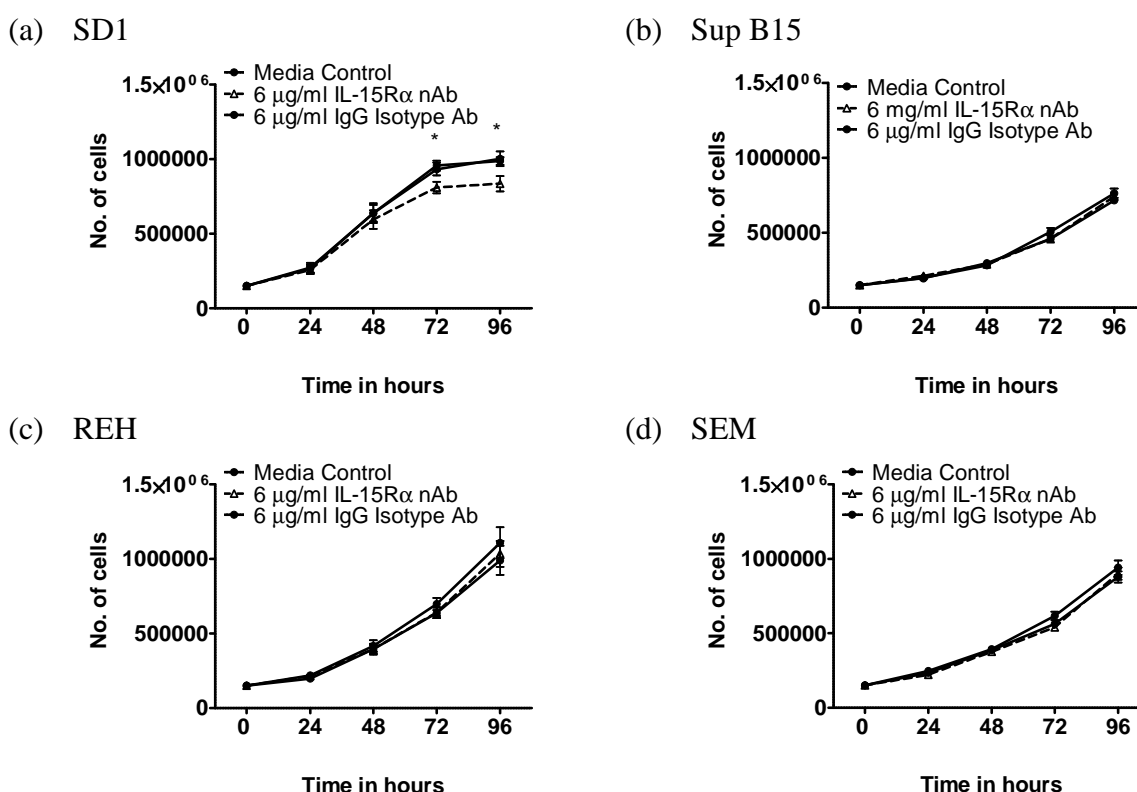 (a) SD1
1.5×10⁰⁶
Media Control
6 μg/ml IL-15Rα nAb
6 μg/ml IgG Isotype Ab
* *
No. of cells
1000000
500000
0
0 24 48 72 96
Time in hours
(b) Sup B15
1.5×10⁰⁶
Media Control
6 mg/ml IL-15Rα nAb
6 μg/ml IgG Isotype Ab
No. of cells
1000000
500000
0
0 24 48 72 96
Time in hours
(c) REH
1.5×10⁰⁶
Media Control
6 μg/ml IL-15Rα nAb
6 μg/ml IgG Isotype Ab
No. of cells
1000000
500000
0
0 24 48 72 96
Time in hours
(d) SEM
1.5×10⁰⁶
Media Control
6 μg/ml IL-15Rα nAb
6 μg/ml IgG Isotype Ab
No. of cells
1000000
500000
0
0 24 48 72 96
Time in hours